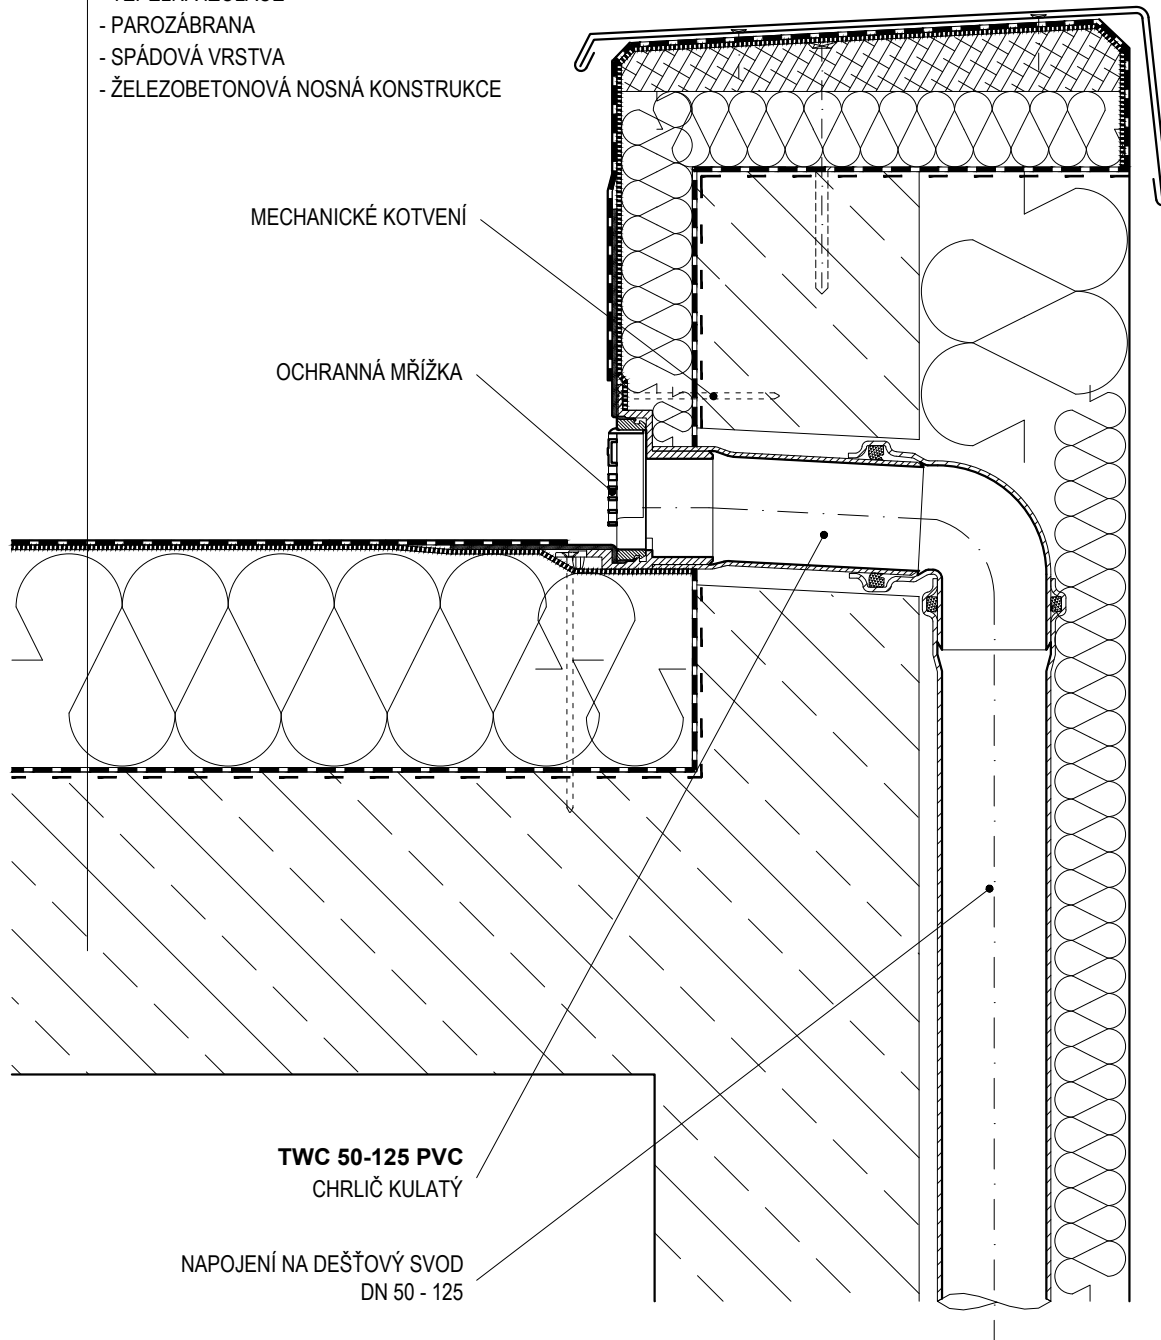 - PAROZÁBRANA
- SPÁDOVÁ VRSTVA
- ŽELEZOBETONOVÁ NOSNÁ KONSTRUKCE
MECHANICKÉ KOTVENÍ
OCHRANNÁ MŘÍŽKA
TWC 50-125 PVC
CHRLIČ KULATÝ
NAPOJENÍ NA DEŠŤOVÝ SVOD
DN 50 - 125